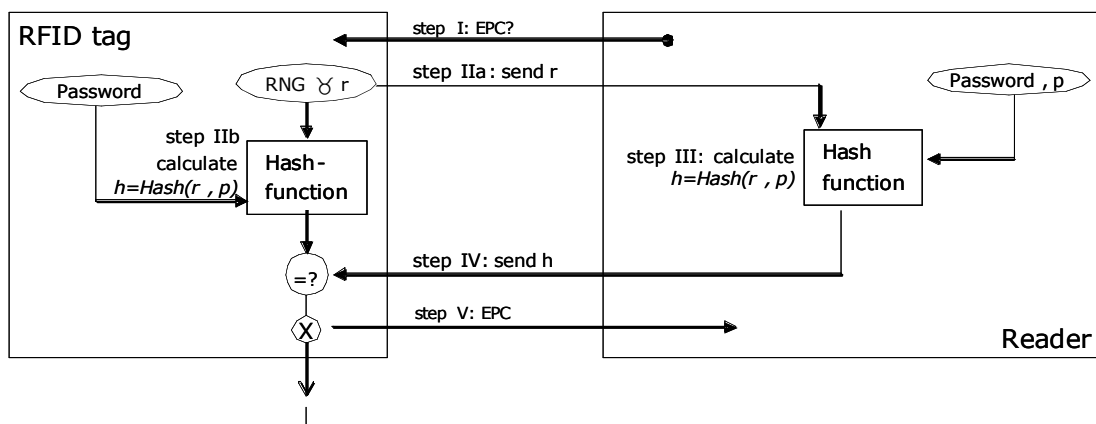 step I: EPC?
RFID tag
step IIa: send r
Password
RNG ♉ r
Password , p
step IIb
calculate
h=Hash(r , p)
Hash-
function
step III: calculate
h=Hash(r , p)
Hash
function
=?
step IV: send h
step V: EPC
X
Reader